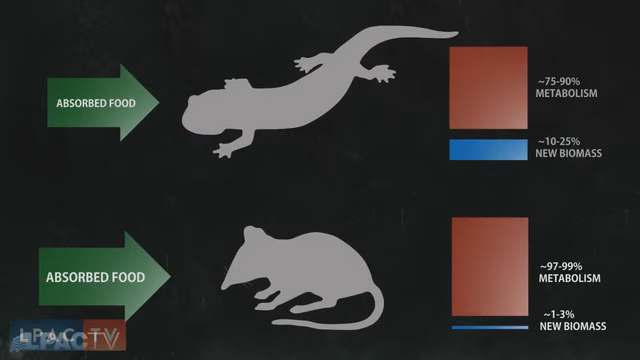 ABSORBED FOOD
~75-90%
METABOLISM
~10-25%
NEW BIOMASS
ABSORBED FOOD
~97-99%
METABOLISM
~1-3%
NEW BIOMASS
LPAC TV